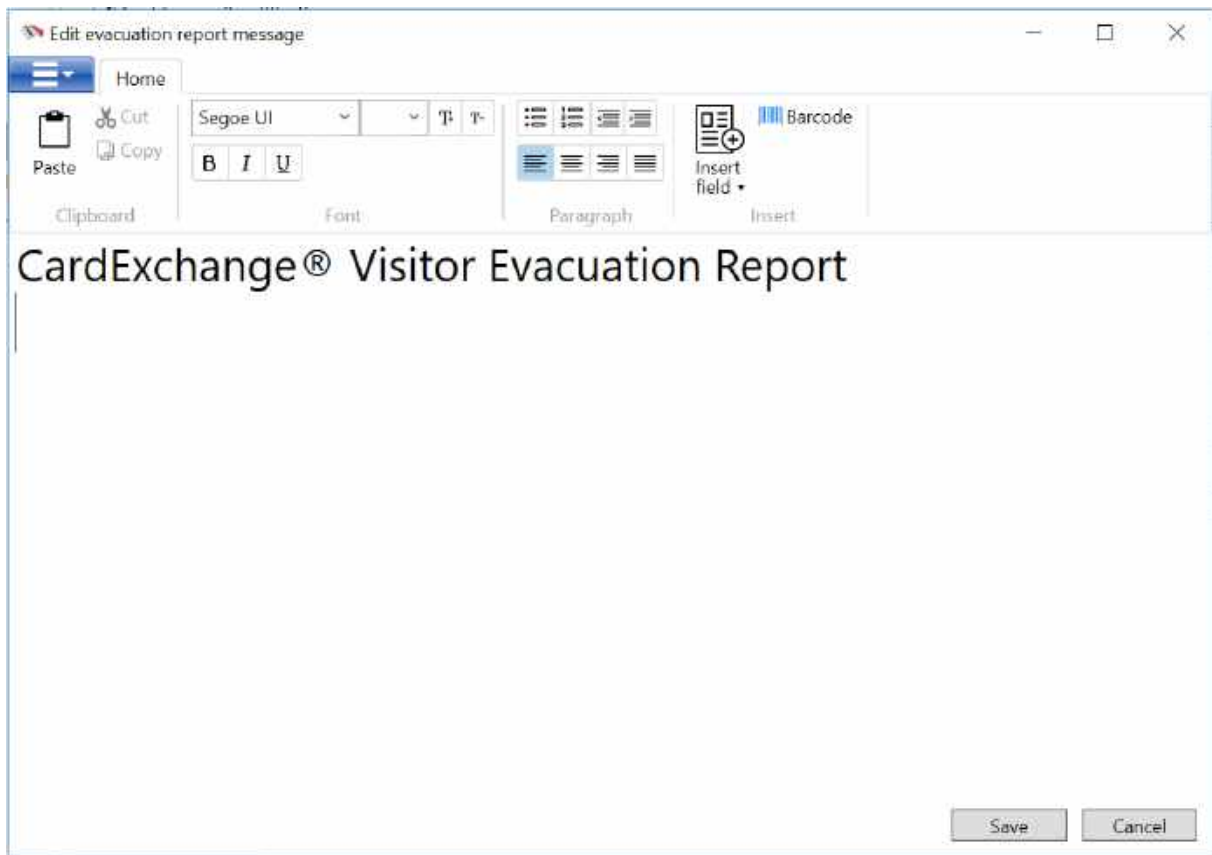 Edit evacuation report message
Home
Paste
Cut
Copy
Clipboard
Segoe UI
B I U
Font
Paragraph
Insert field
Barcode
Insert
CardExchange® Visitor Evacuation Report
Save Cancel